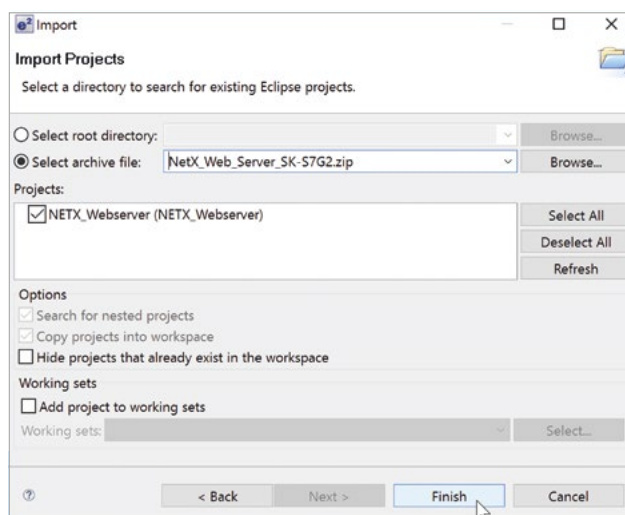 e² Import
Import Projects
Select a directory to search for existing Eclipse projects.
Select root directory: Browse...
Select archive file: NetX_Web_Server_SK-S7G2.zip Browse...
Projects:
NETX_Webserver (NETX_Webserver) Select All
Deselect All
Refresh
Options
Search for nested projects
Copy projects into workspace
Hide projects that already exist in the workspace
Working sets
Add project to working sets
Working sets: Select...
? < Back Next > Finish Cancel